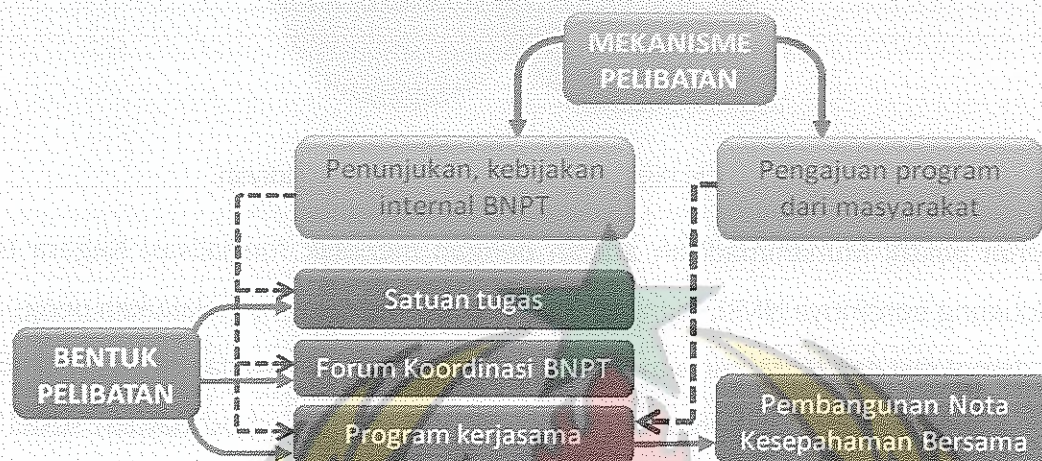 MEKANISME
PELIBATAN
Penunjukan, kebijakan
internal BNPT
Pengajuan program
dari masyarakat
Satuan tugas
BENTUK
PELIBATAN
Forum Koordinasi BNPT
Program kerjasama
Pembangunan Nota
Kesepahaman Bersama